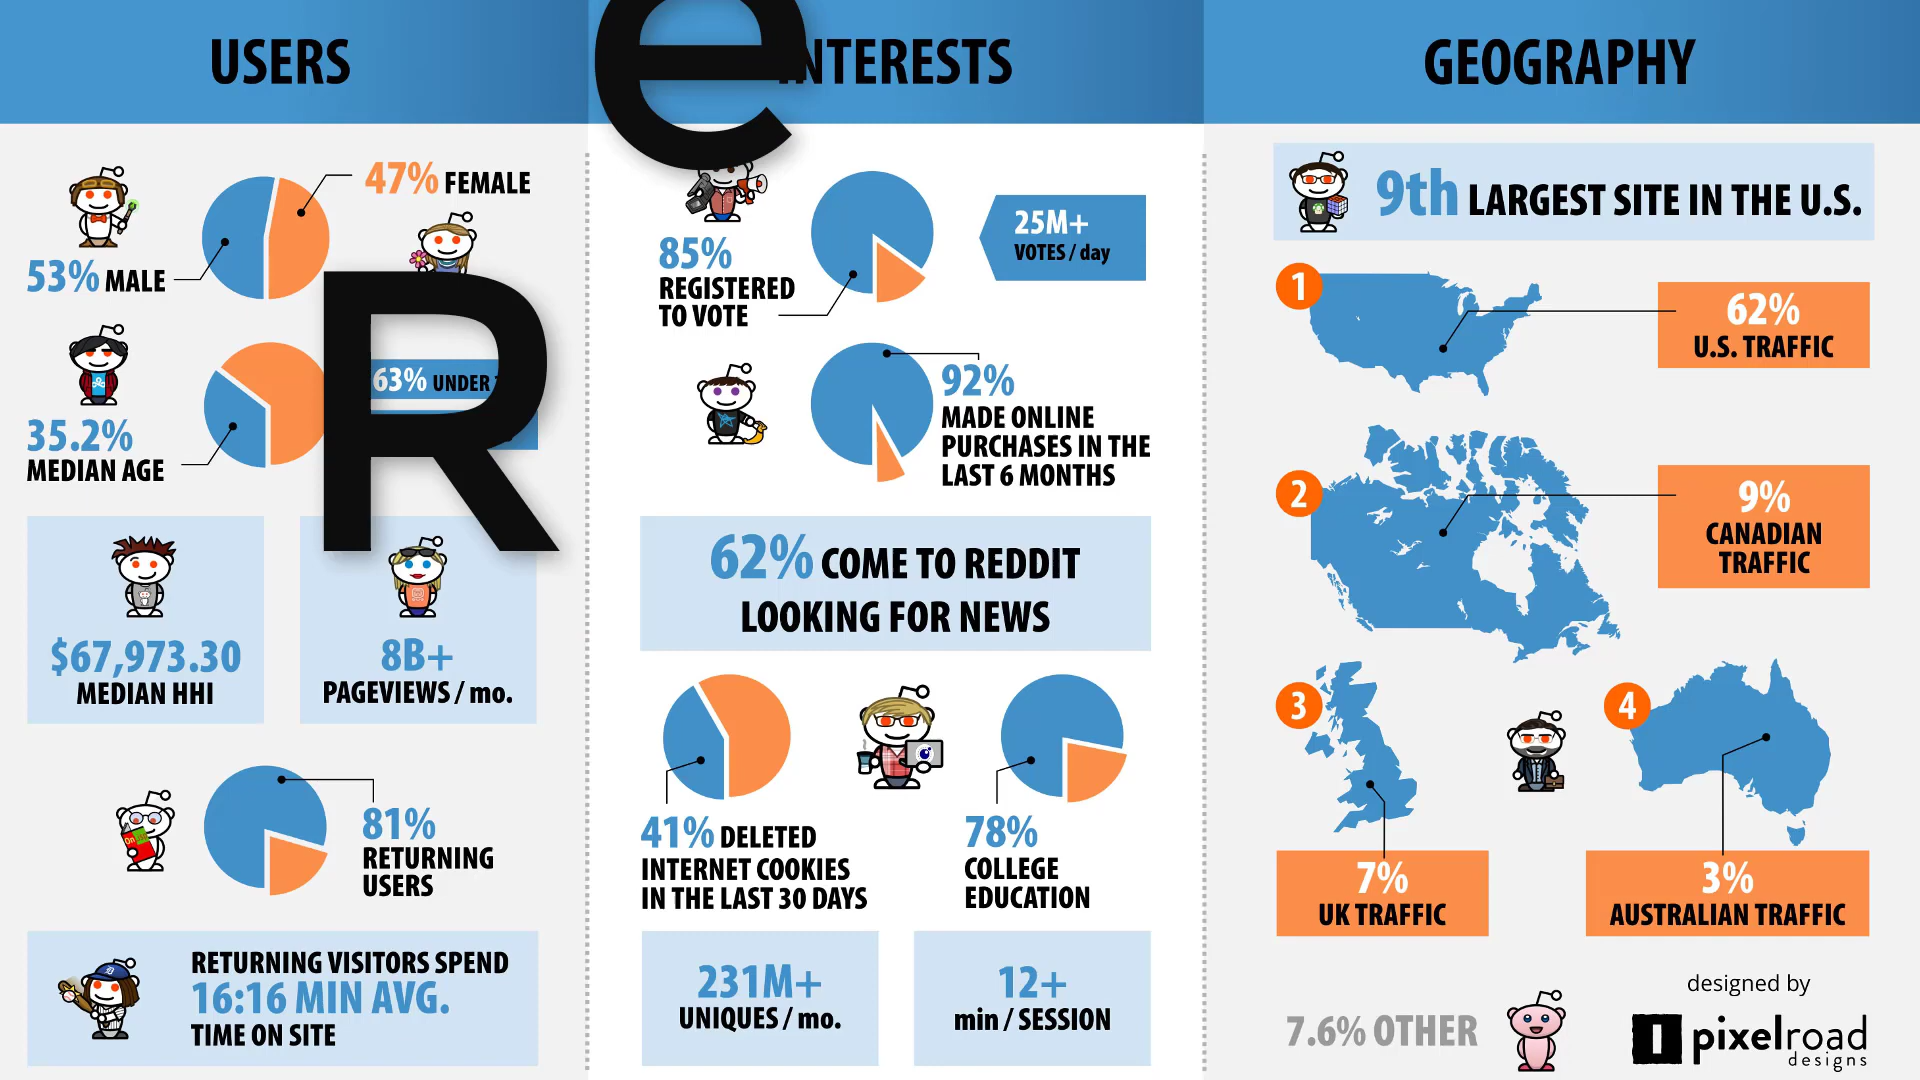 USERS
47% FEMALE
53% MALE
R
63% UNDER
35.2%
MEDIAN AGE
$67,973.30
MEDIAN HHI
8B+
PAGEVIEWS / mo.
81%
RETURNING
USERS
RETURNING VISITORS SPEND
16:16 MIN AVG.
TIME ON SITE
e
INTERESTS
85%
REGISTERED
TO VOTE
25M+
VOTES / day
92%
MADE ONLINE
PURCHASES IN THE
LAST 6 MONTHS
62% COME TO REDDIT
LOOKING FOR NEWS
41% DELETED
INTERNET COOKIES
IN THE LAST 30 DAYS
78%
COLLEGE
EDUCATION
231M+
UNIQUES / mo.
12+
min / SESSION
GEOGRAPHY
9th LARGEST SITE IN THE U.S.
1
62%
U.S. TRAFFIC
2
9%
CANADIAN
TRAFFIC
3
7%
UK TRAFFIC
4
3%
AUSTRALIAN TRAFFIC
7.6% OTHER
designed by
pixelroad
designs